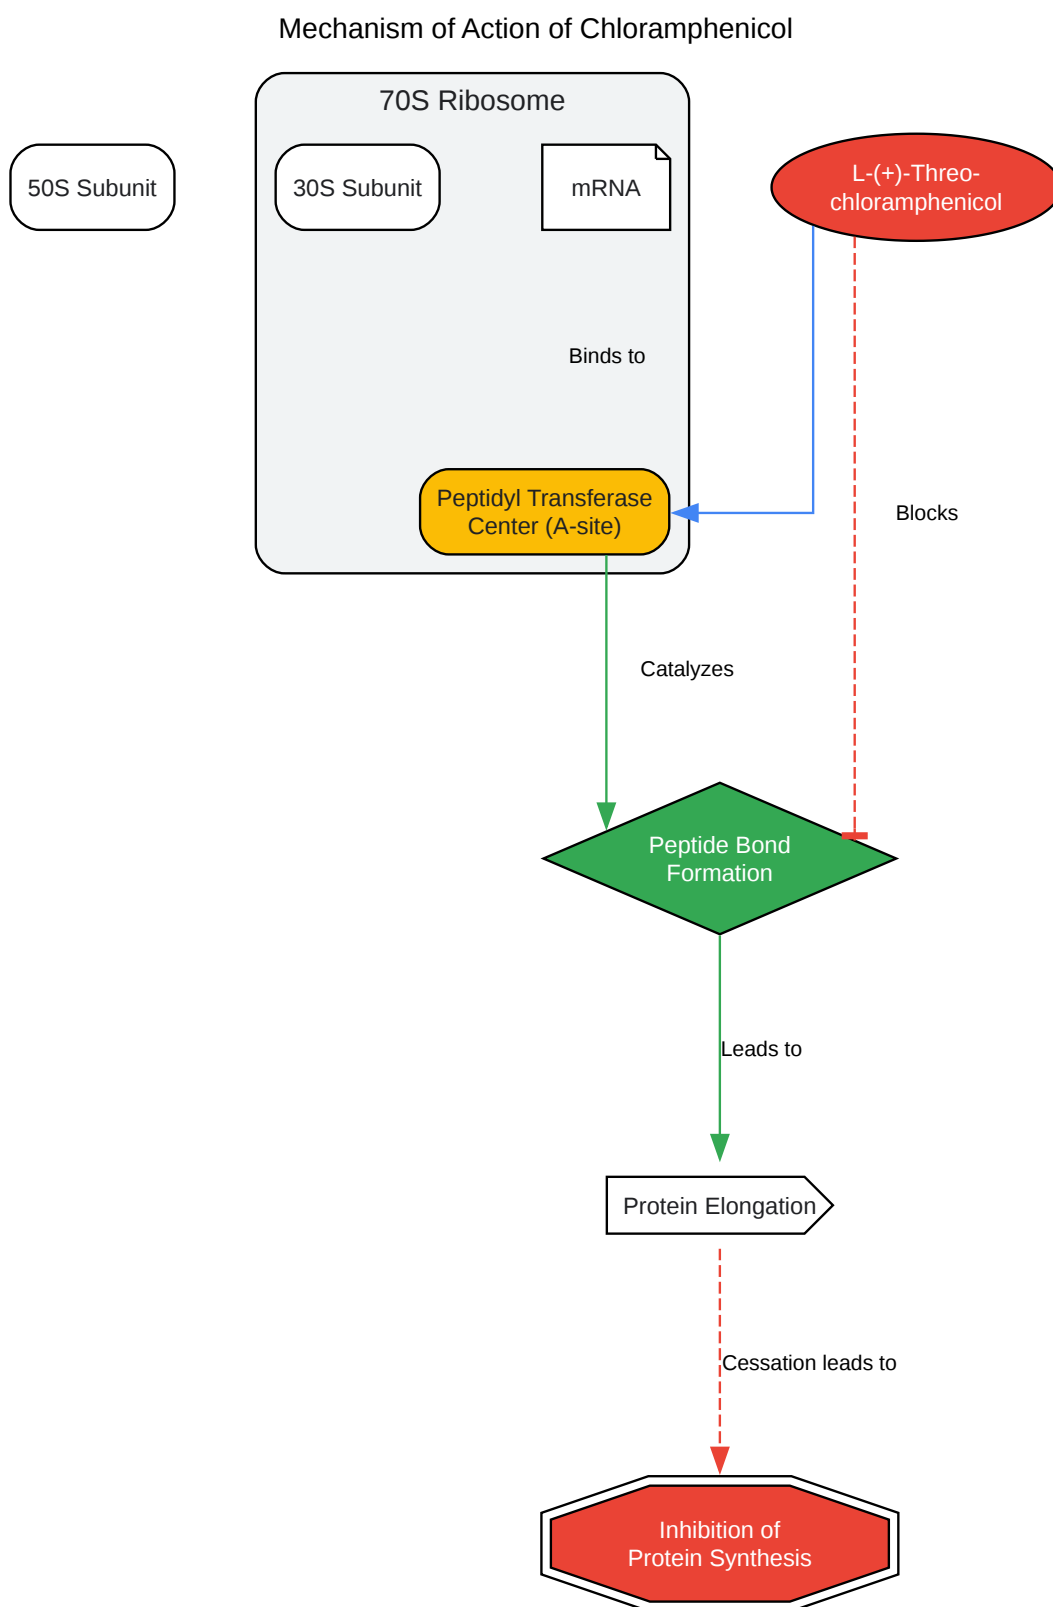 Mechanism of Action of Chloramphenicol
70S Ribosome
50S Subunit
30S Subunit
mRNA
L-(+)-Threo-
chloramphenicol
Binds to
Peptidyl Transferase
Center (A-site)
Blocks
Catalyzes
Peptide Bond
Formation
Leads to
Protein Elongation
Cessation leads to
Inhibition of
Protein Synthesis